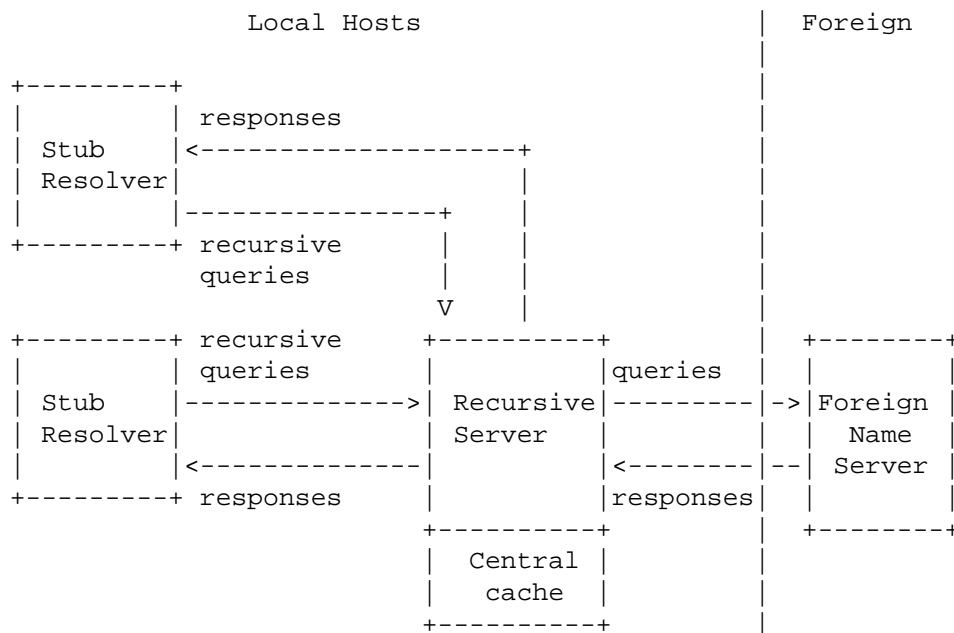 Local Hosts | Foreign
|
+---------+ |
| | responses |
| Stub |<--------------------+ |
| Resolver| | |
| |----------------+ | |
+---------+ recursive | | |
queries | | |
V | |
+---------+ recursive +----------+ | +--------+
| | queries | |queries | | |
| Stub |-------------->| Recursive|---------|->|Foreign |
| Resolver| | Server | | | Name |
| |<--------------| |<--------|--| Server |
+---------+ responses | |responses| | |
+----------+ | +--------+
| Central | |
| cache | |
+----------+ |